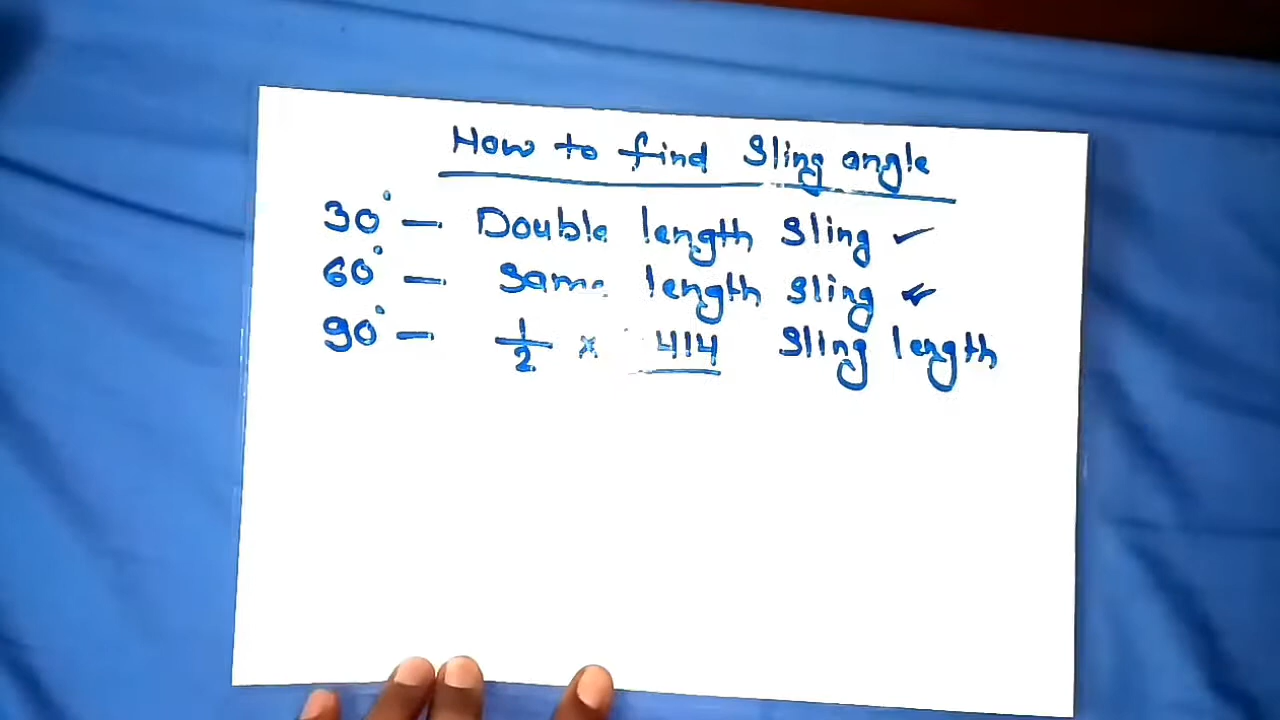 How to find Sling angle
30° — Double length Sling ✓
60° — Same length Sling ✓
90° — 1/2 × 414 Sling length